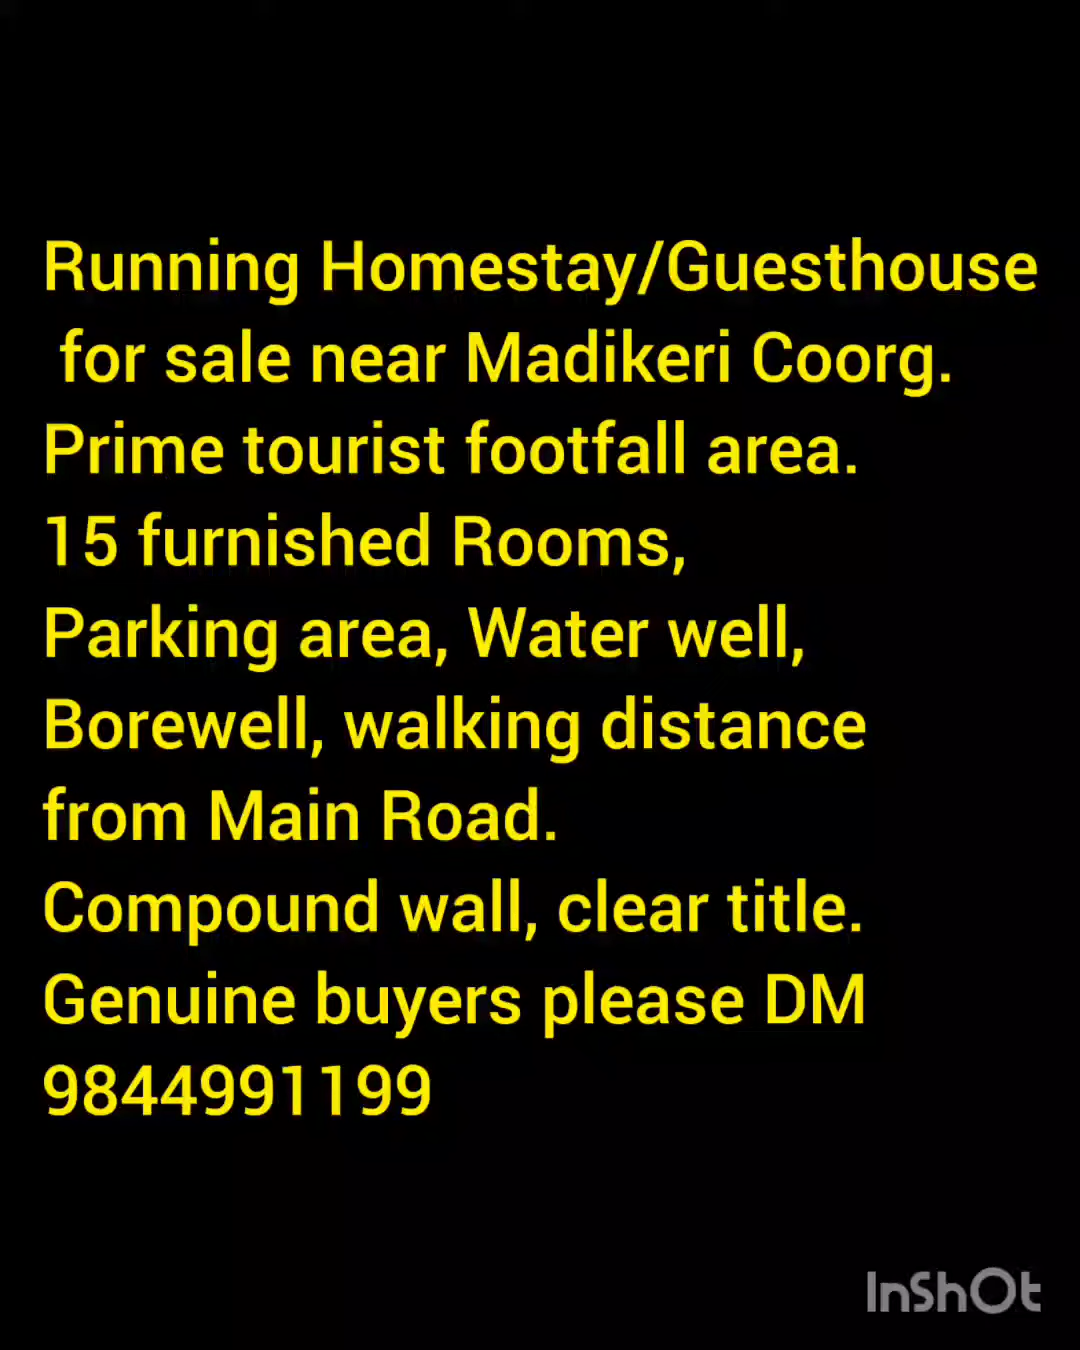 Running Homestay/Guesthouse
for sale near Madikeri Coorg.
Prime tourist footfall area.
15 furnished Rooms,
Parking area, Water well,
Borewell, walking distance
from Main Road.
Compound wall, clear title.
Genuine buyers please DM
9844991199
InShOt